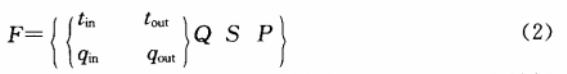 F={ { t_in t_out
q_in q_out } Q S P } (2)